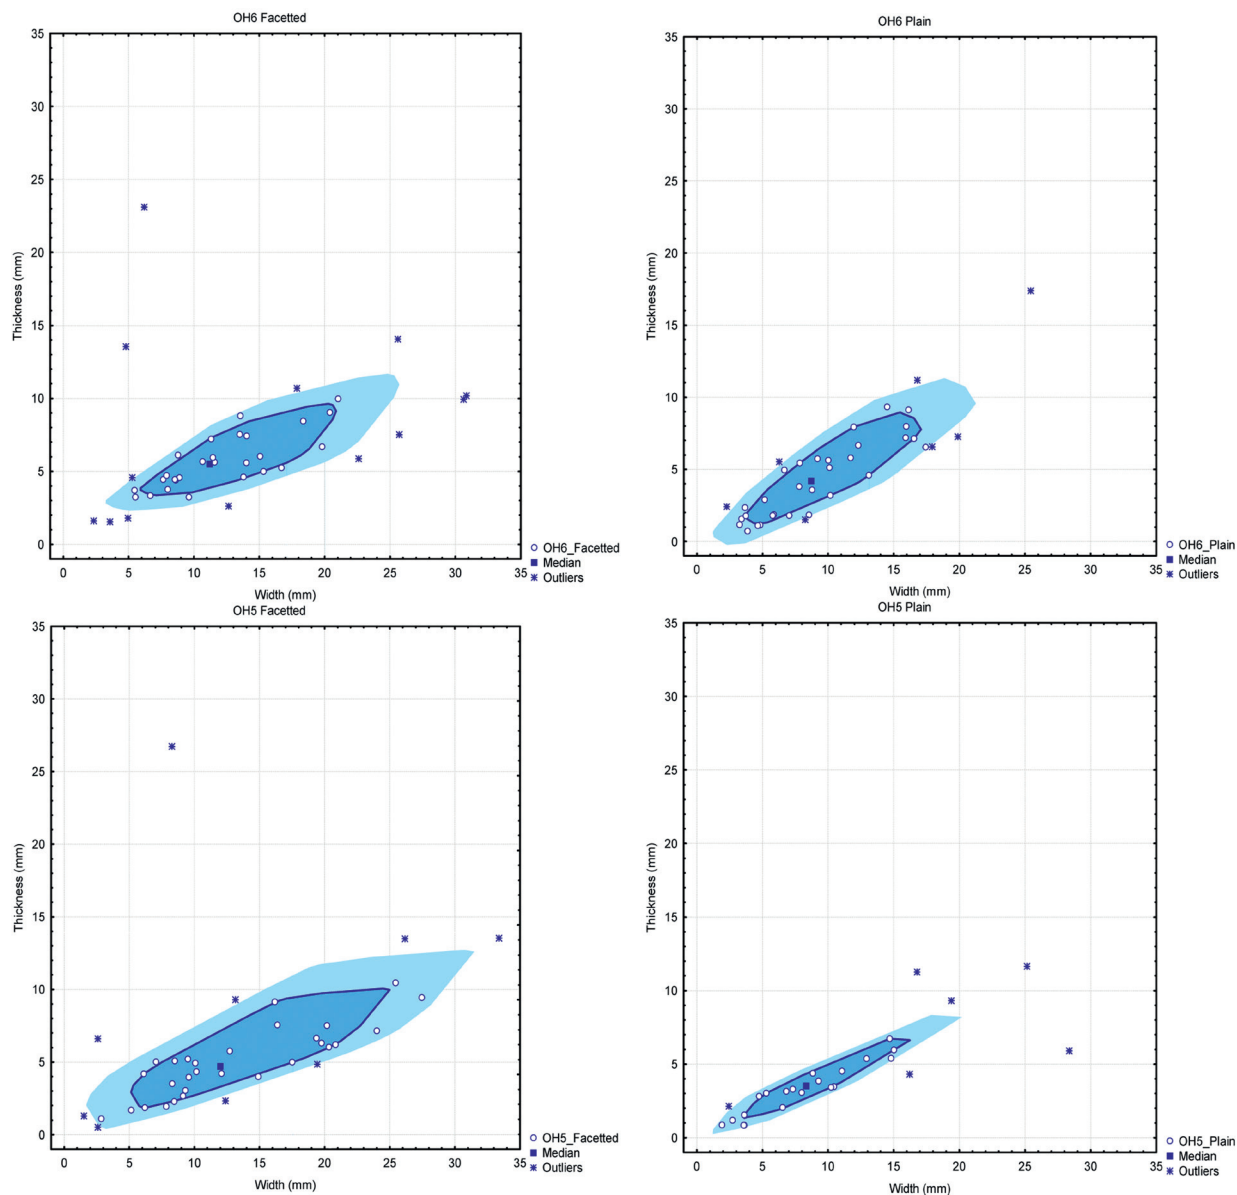 OH6 Facetted
35
30
25
20
15
10
5
0
Thickness (mm)
0 5 10 15 20 25 30 35
Width (mm)
OH6_Facetted
Median
Outliers
OH6 Plain
35
30
25
20
15
10
5
0
Thickness (mm)
0 5 10 15 20 25 30 35
Width (mm)
OH6_Plain
Median
Outliers
OH5 Facetted
35
30
25
20
15
10
5
0
Thickness (mm)
0 5 10 15 20 25 30 35
Width (mm)
OH5_Facetted
Median
Outliers
OH5 Plain
35
30
25
20
15
10
5
0
Thickness (mm)
0 5 10 15 20 25 30 35
Width (mm)
OH5_Plain
Median
Outliers